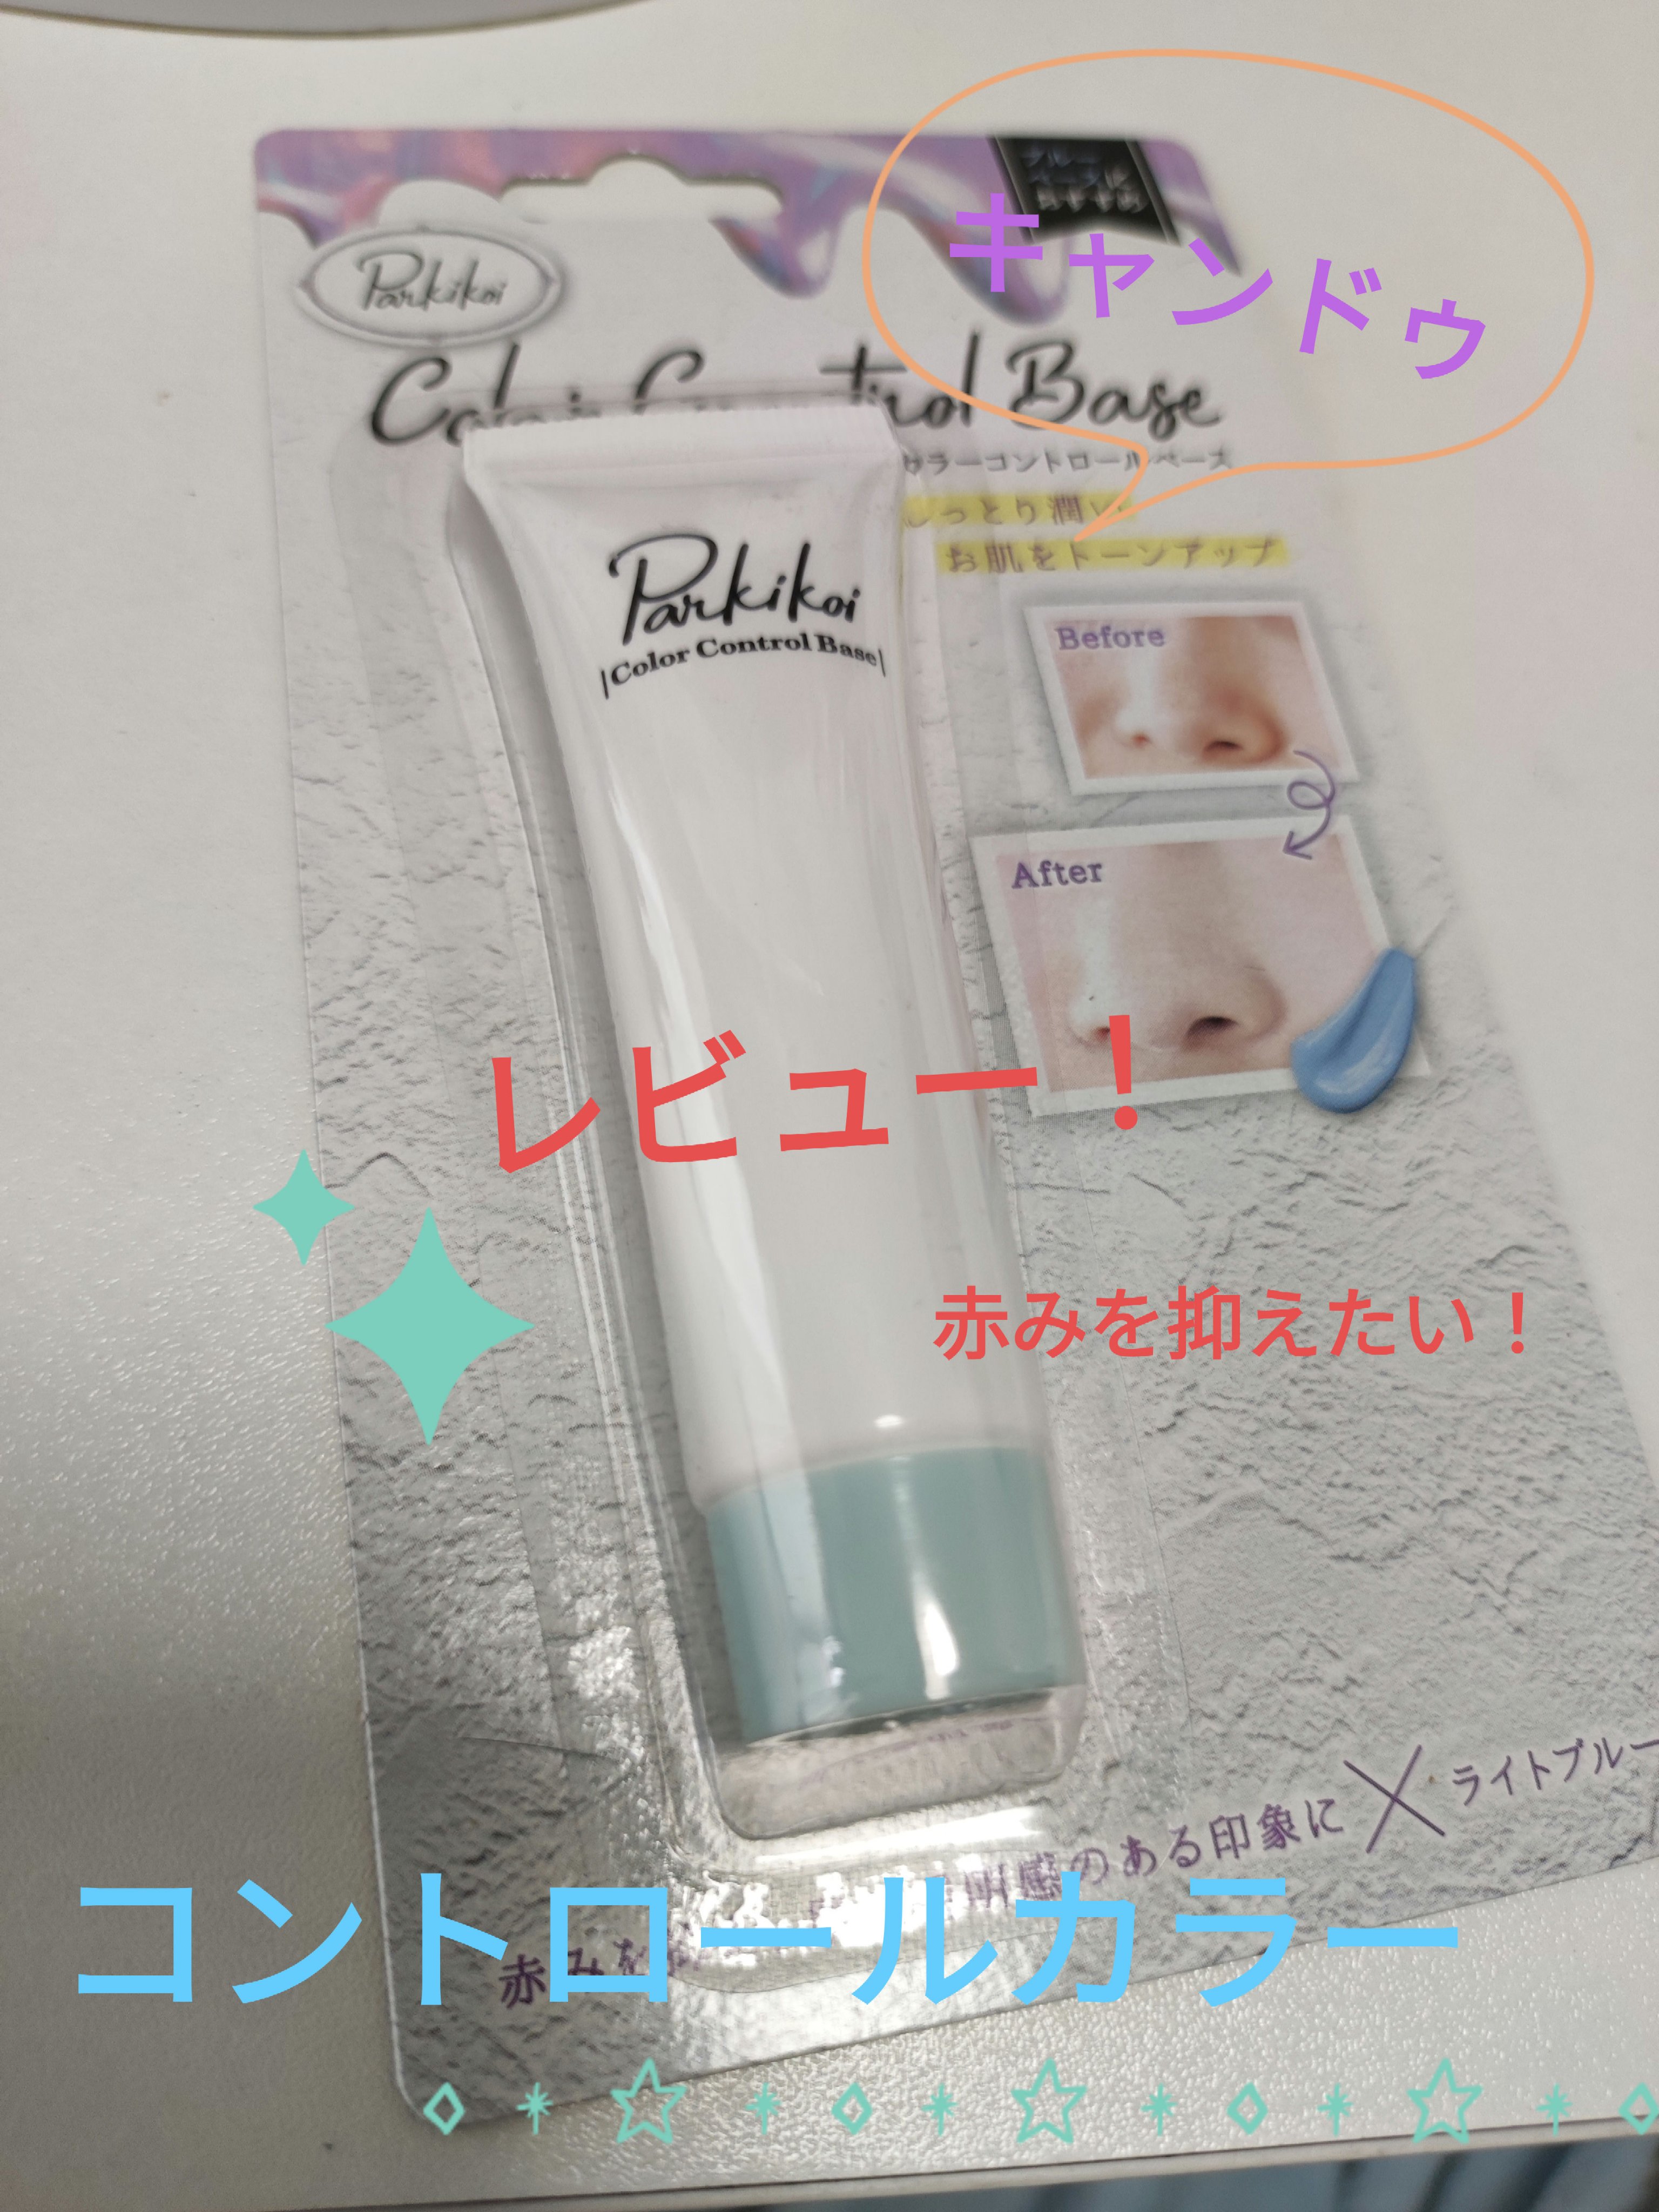 ブルー
ベースに
おすすめ
キャンドゥ
Parkikoi
Color Control Base
カラーコントロールベース
しっとり潤い
お肌をトーンアップ
Parkikoi
|Color Control Base|
Before
After
レビュー！
赤みを抑えたい！
ライトブルー
明感のある印象に
赤みを
コントロールカラー